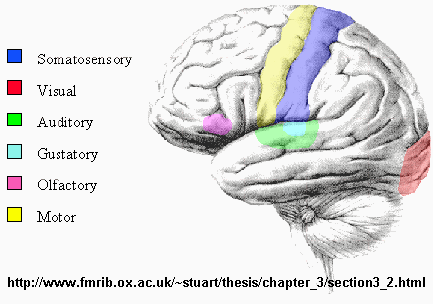 Somatosensory
Visual
Auditory
Gustatory
Olfactory
Motor
http://www.fmrib.ox.ac.uk/~stuart/thesis/chapter_3/section3_2.html